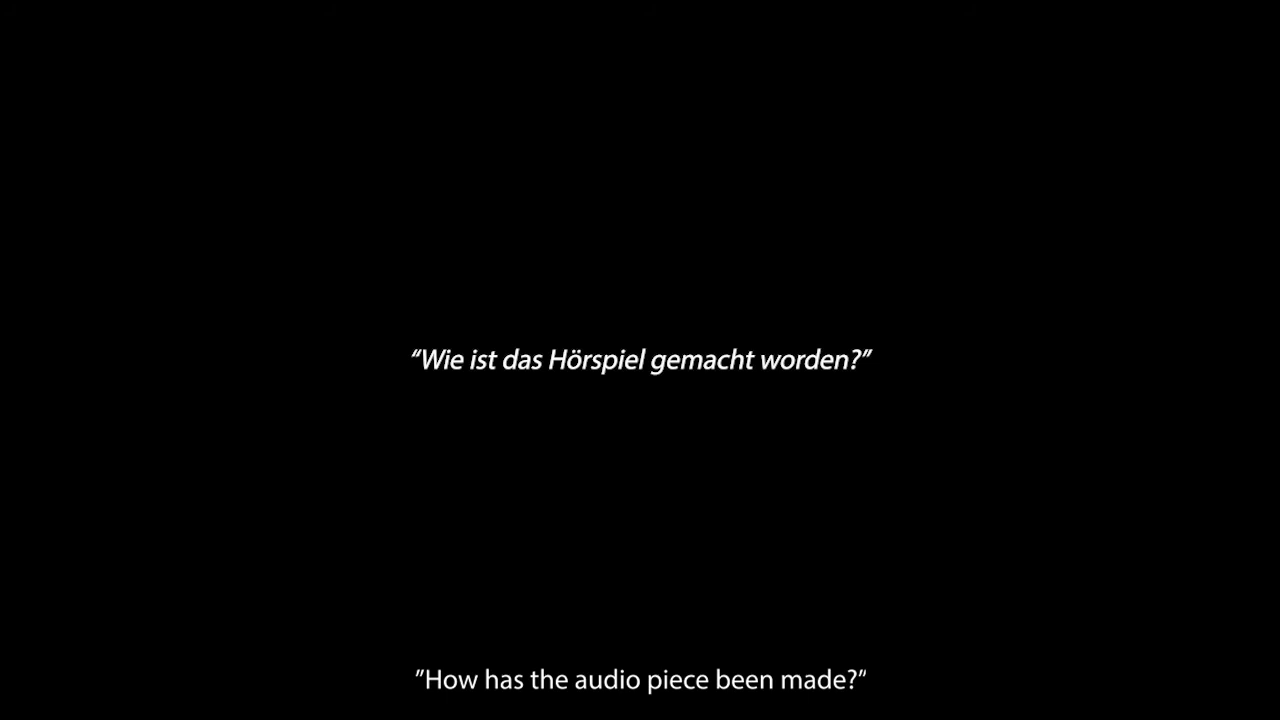 “Wie ist das Hörspiel gemacht worden?”
”How has the audio piece been made?”